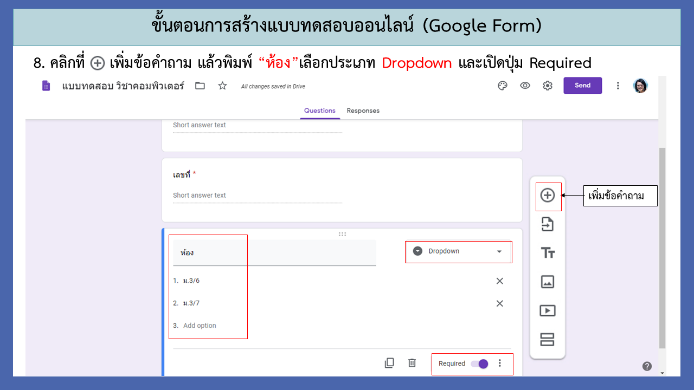 ขั้นตอนการสร้างแบบทดสอบออนไลน์ (Google Form)
8. คลิกที่ ⊕ เพิ่มข้อคำถาม แล้วพิมพ์ “ห้อง”เลือกประเภท Dropdown และเปิดปุ่ม Required
แบบทดสอบ วิชาคอมพิวเตอร์ All changes saved in Drive Send
Questions Responses
Short answer text
เลขที่ *
Short answer text
เพิ่มข้อคำถาม
ห้อง Dropdown
1. ม.3/6
2. ม.3/7
3. Add option
Required